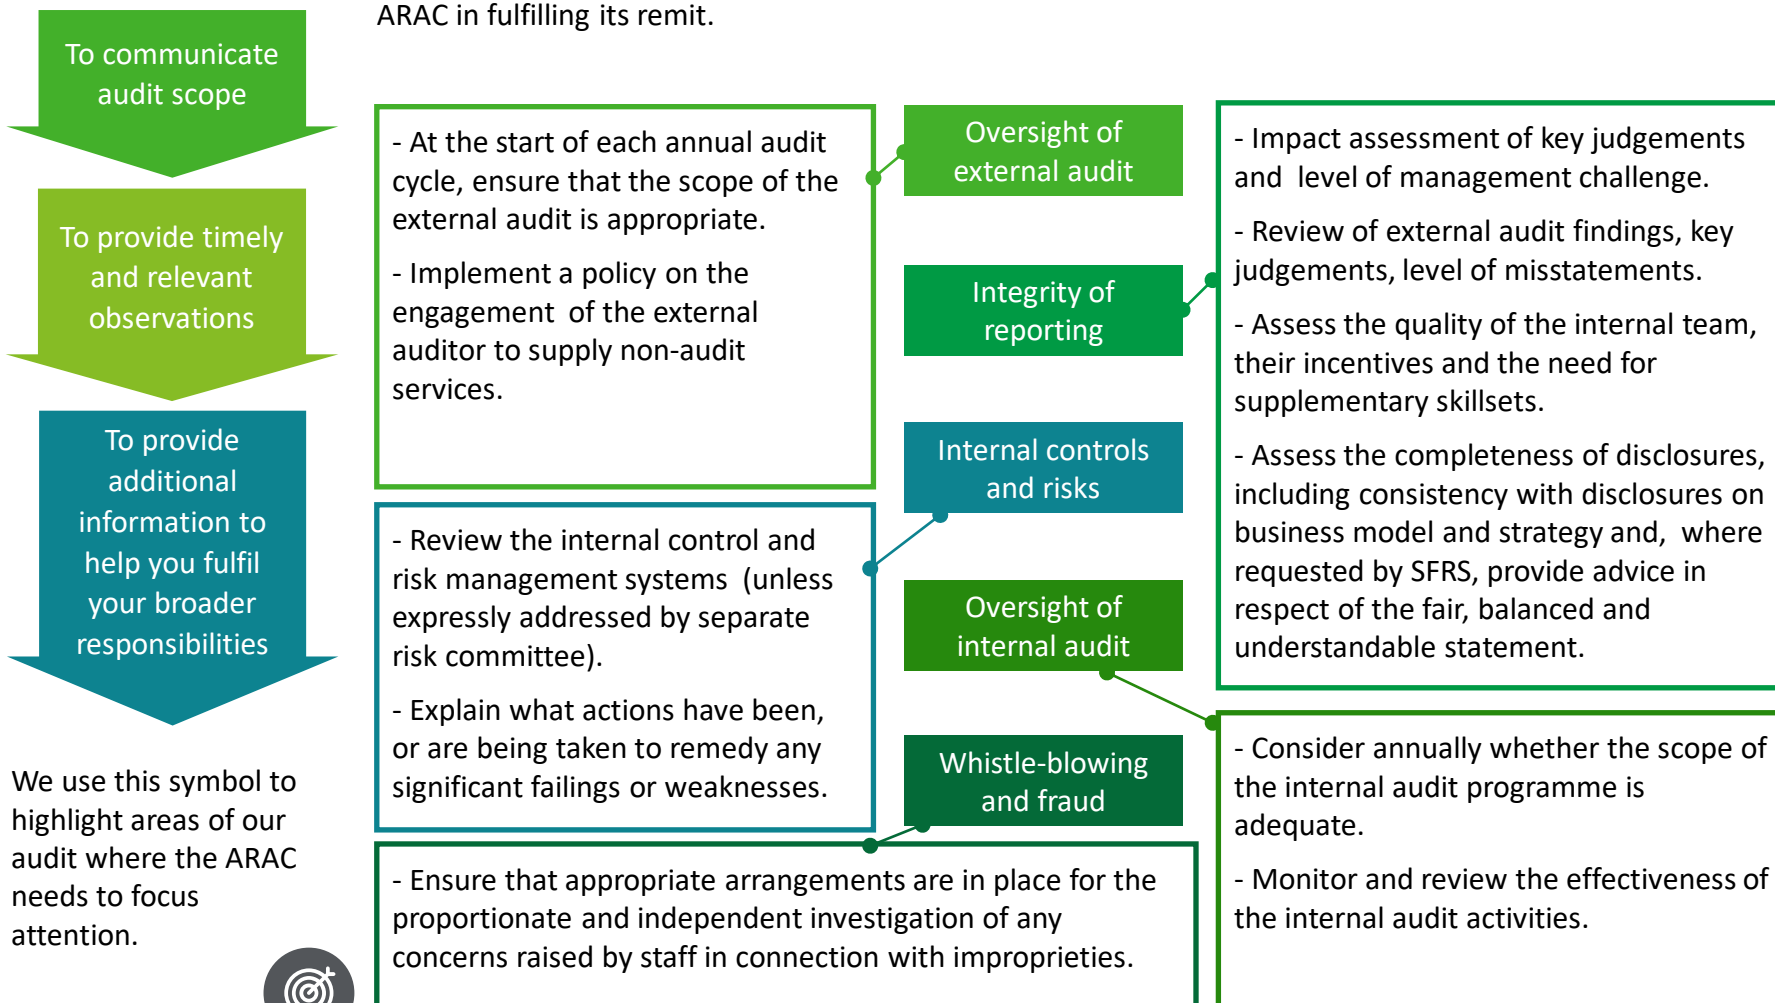 ARAC in fulfilling its remit.
To communicate
audit scope
To provide timely
and relevant
observations
To provide
additional
information to
help you fulfil
your broader
responsibilities
We use this symbol to
highlight areas of our
audit where the ARAC
needs to focus
attention.
- At the start of each annual audit
cycle, ensure that the scope of the
external audit is appropriate.
- Implement a policy on the
engagement of the external
auditor to supply non-audit
services.
- Review the internal control and
risk management systems (unless
expressly addressed by separate
risk committee).
- Explain what actions have been,
or are being taken to remedy any
significant failings or weaknesses.
- Ensure that appropriate arrangements are in place for the
proportionate and independent investigation of any
concerns raised by staff in connection with improprieties.
Oversight of
external audit
Integrity of
reporting
Internal controls
and risks
Oversight of
internal audit
Whistle-blowing
and fraud
- Impact assessment of key judgements
and level of management challenge.
- Review of external audit findings, key
judgements, level of misstatements.
- Assess the quality of the internal team,
their incentives and the need for
supplementary skillsets.
- Assess the completeness of disclosures,
including consistency with disclosures on
business model and strategy and, where
requested by SFRS, provide advice in
respect of the fair, balanced and
understandable statement.
- Consider annually whether the scope of
the internal audit programme is
adequate.
- Monitor and review the effectiveness of
the internal audit activities.